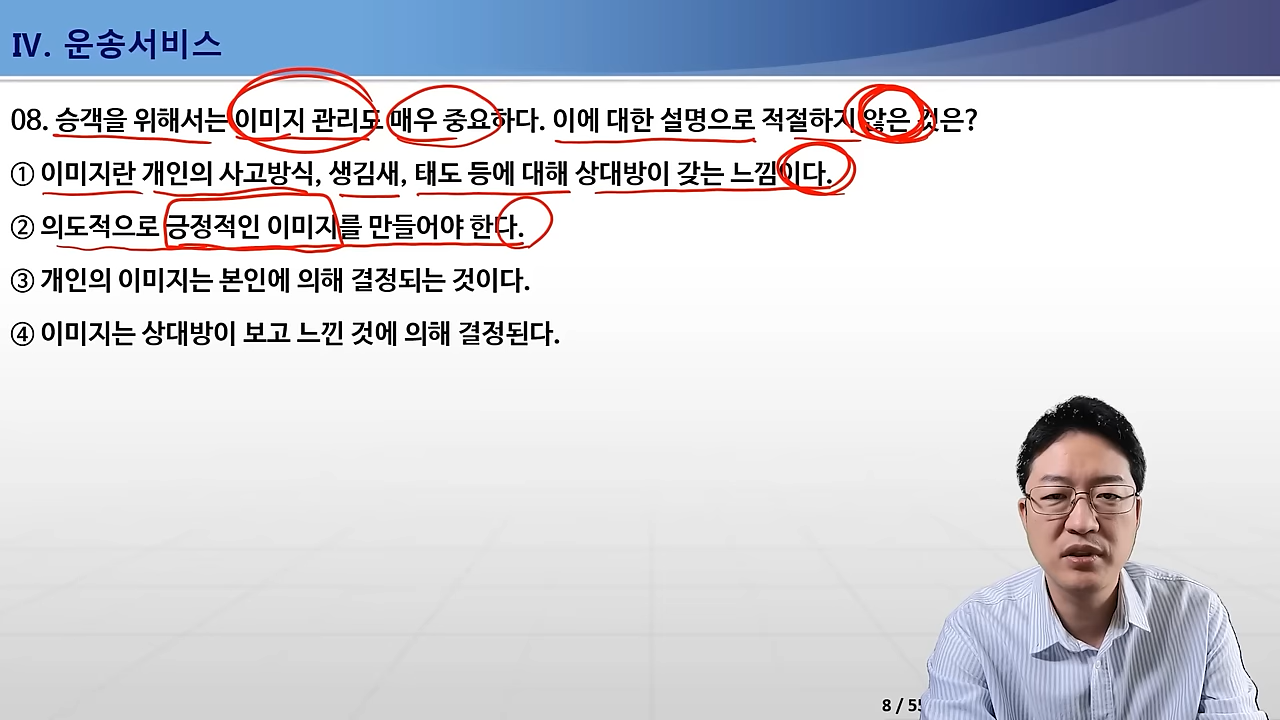 Ⅳ. 운송서비스
08. 승객을 위해서는 이미지 관리도 매우 중요하다. 이에 대한 설명으로 적절하지 않은 것은?
① 이미지란 개인의 사고방식, 생김새, 태도 등에 대해 상대방이 갖는 느낌이다.
② 의도적으로 긍정적인 이미지를 만들어야 한다.
③ 개인의 이미지는 본인에 의해 결정되는 것이다.
④ 이미지는 상대방이 보고 느낀 것에 의해 결정된다.
8 / 55